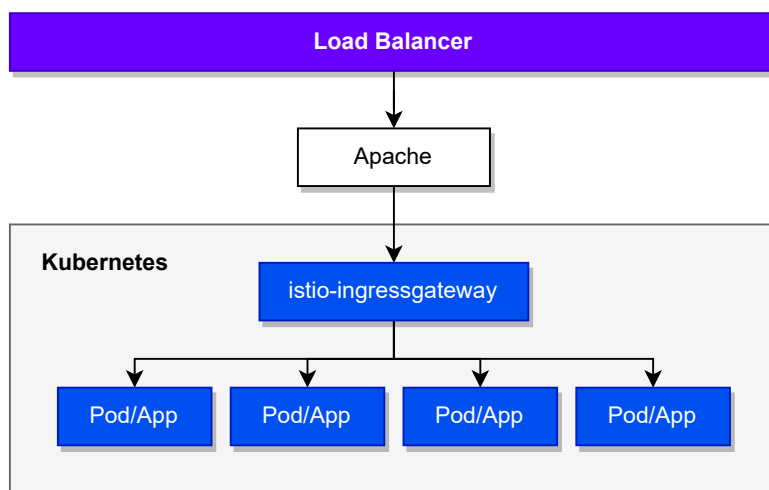 Load Balancer
Apache
Kubernetes
istio-ingressgateway
Pod/App
Pod/App
Pod/App
Pod/App